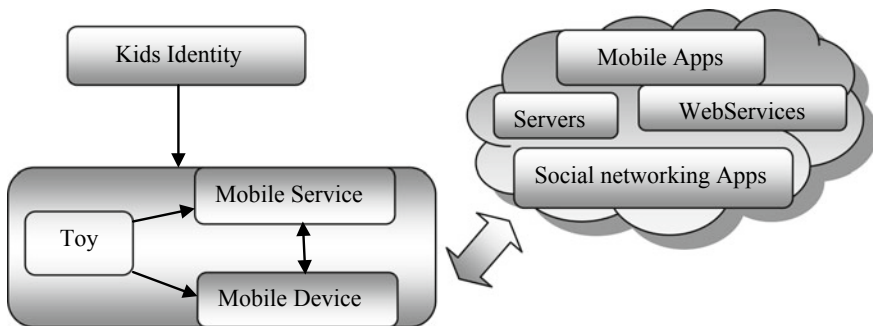 Kids Identity
Mobile Apps
Servers
WebServices
Social networking Apps
Mobile Service
Toy
Mobile Device